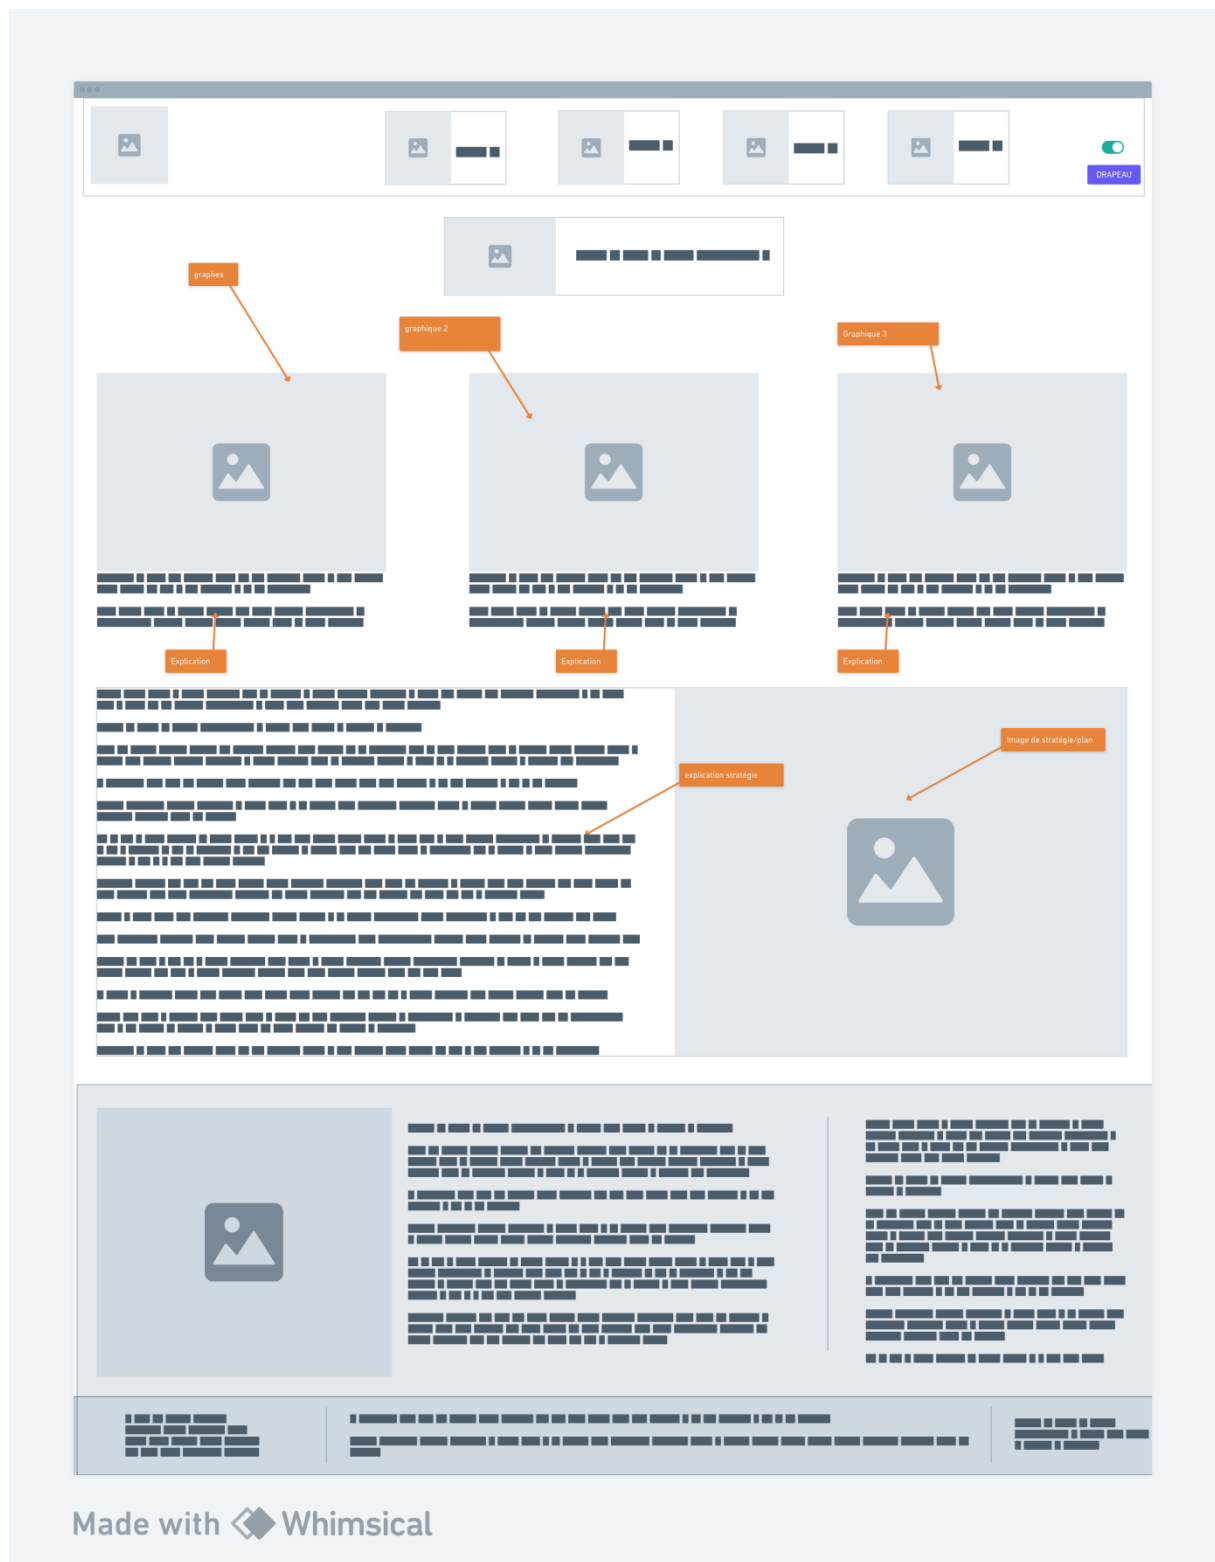 DRAPEAU
graphes
graphique 2
Graphique 3
Explication
Explication
Explication
Image de stratégie/plan
explication stratégie
Made with Whimsical